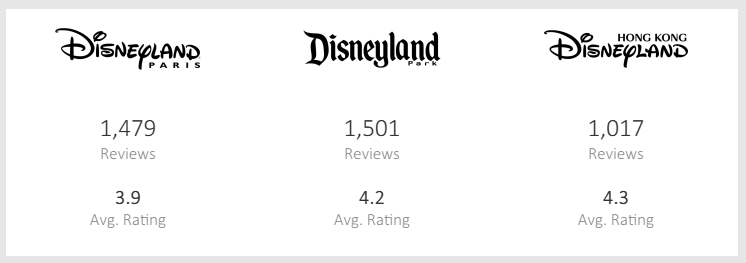 Disneyland
PARIS
1,479
Reviews
3.9
Avg. Rating
Disneyland
Park
1,501
Reviews
4.2
Avg. Rating
HONG KONG
Disneyland
1,017
Reviews
4.3
Avg. Rating